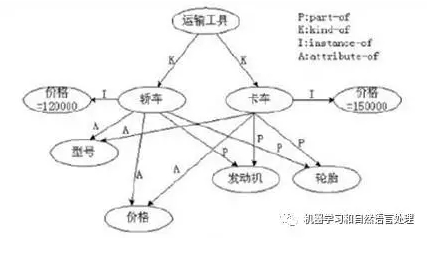 运输工具
P:part-of
K:kind-of
I:instance-of
A:attribute-of
K
K
价格
=120000
I
轿车
卡车
I
价格
=150000
A
A
型号
A
A
P
P
P
P
发动机
轮胎
价格
机器学习和自然语言处理